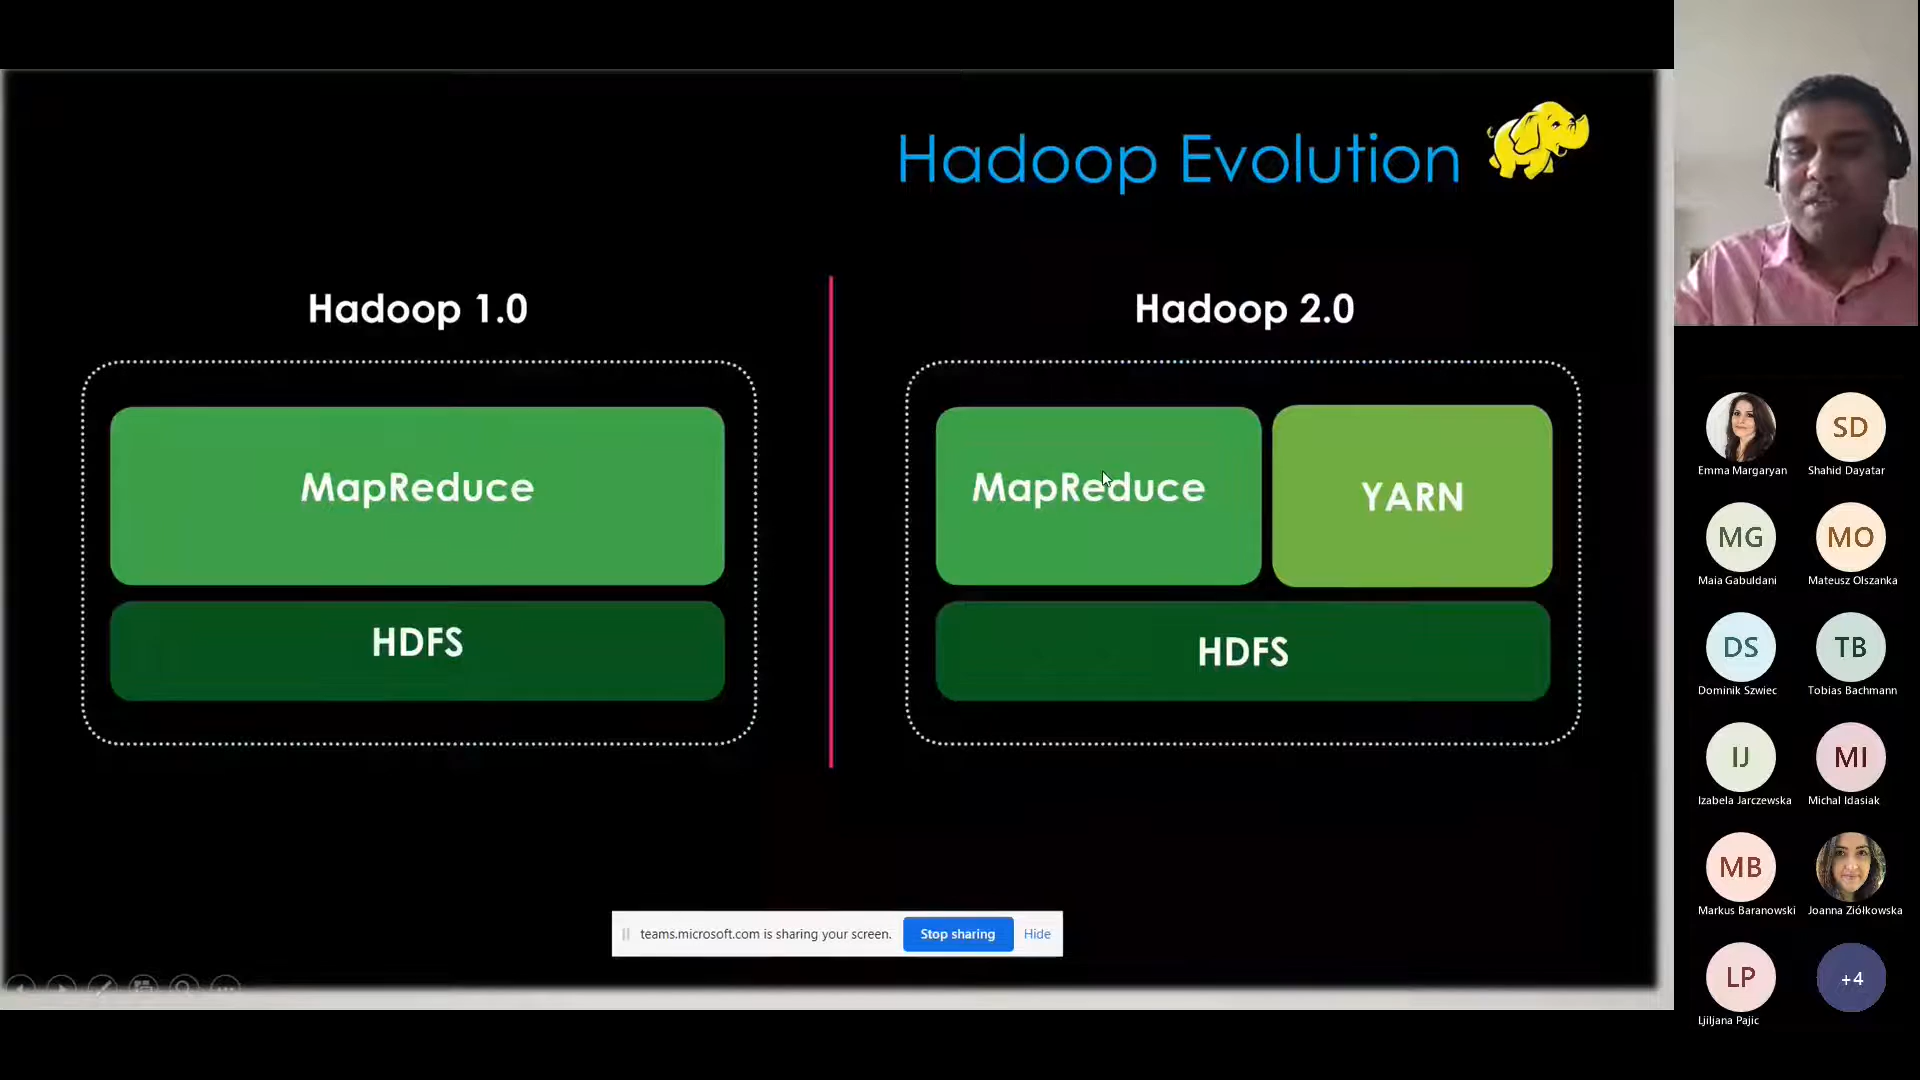 Hadoop Evolution
Hadoop 1.0
MapReduce
HDFS
Hadoop 2.0
MapReduce
YARN
HDFS
teams.microsoft.com is sharing your screen.
Stop sharing
Hide
Emma Margaryan
SD
Shahid Dayatar
MG
Maia Gabuldani
MO
Mateusz Olszanka
DS
Dominik Szwiec
TB
Tobias Bachmann
IJ
Izabela Jarczewska
MI
Michal Idasiak
MB
Markus Baranowski
Joanna Ziółkowska
LP
Ljiljana Pajic
+4